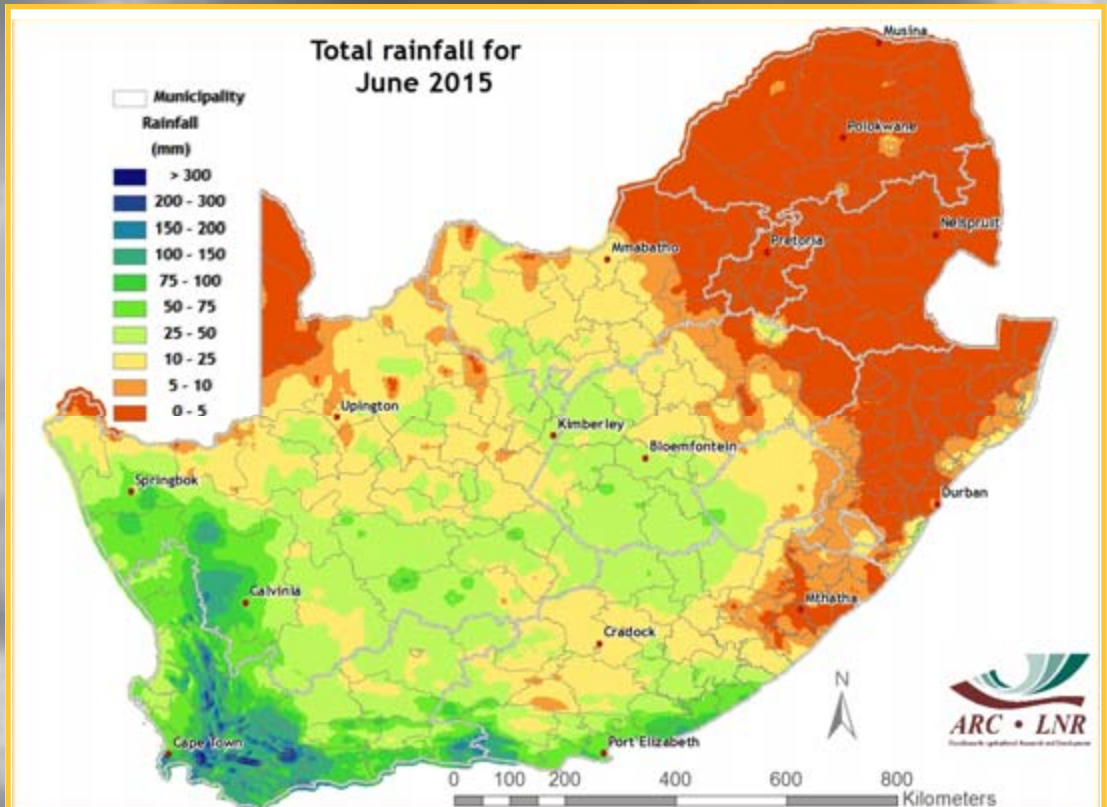 Total rainfall for
June 2015
Municipality
Rainfall
(mm)
> 300
200 - 300
150 - 200
100 - 150
75 - 100
50 - 75
25 - 50
10 - 25
5 - 10
0 - 5
Musina
Polokwane
Nelspruit
Pretoria
Mmabatho
Upington
Kimberley
Bloemfontein
Springbok
Durban
Calvinia
Mthatha
Cradock
Cape Town
Port Elizabeth
N
0 100 200 400 600 800
Kilometers
ARC • LNR